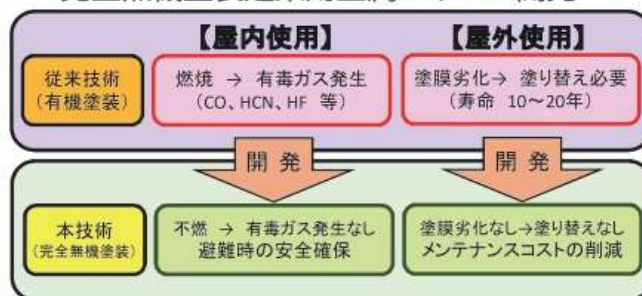 【屋内使用】 【屋外使用】
従来技術
(有機塗装)
燃焼 → 有毒ガス発生
(CO、HCN、HF 等)
塗膜劣化→ 塗り替え必要
(寿命 10～20年)
開発 開発
本技術
(完全無機塗装)
不燃 → 有毒ガス発生なし
避難時の安全確保
塗膜劣化なし→塗り替えなし
メンテナンスコストの削減